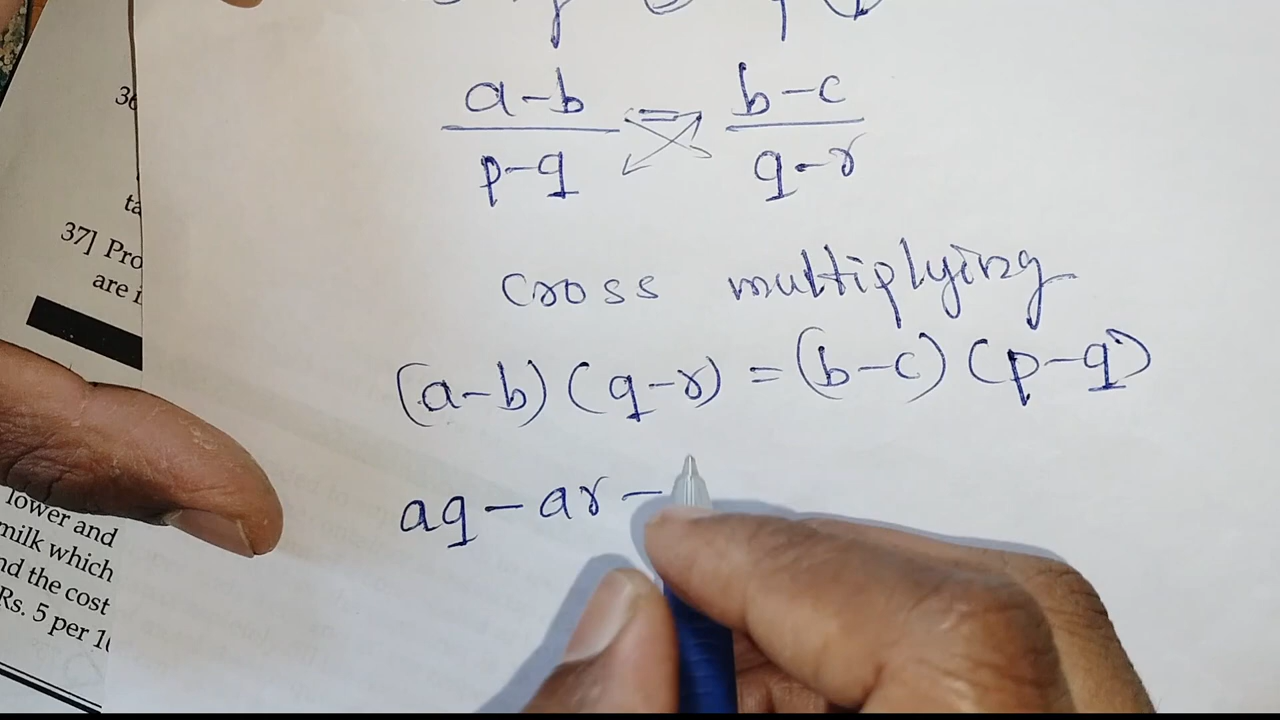 a-b = b-c
p-q q-r
cross multiplying
(a-b) (q-r) = (b-c) (p-q)
aq - ar -
37] Pro
are i
lower and
milk which
nd the cost
Rs. 5 per 1